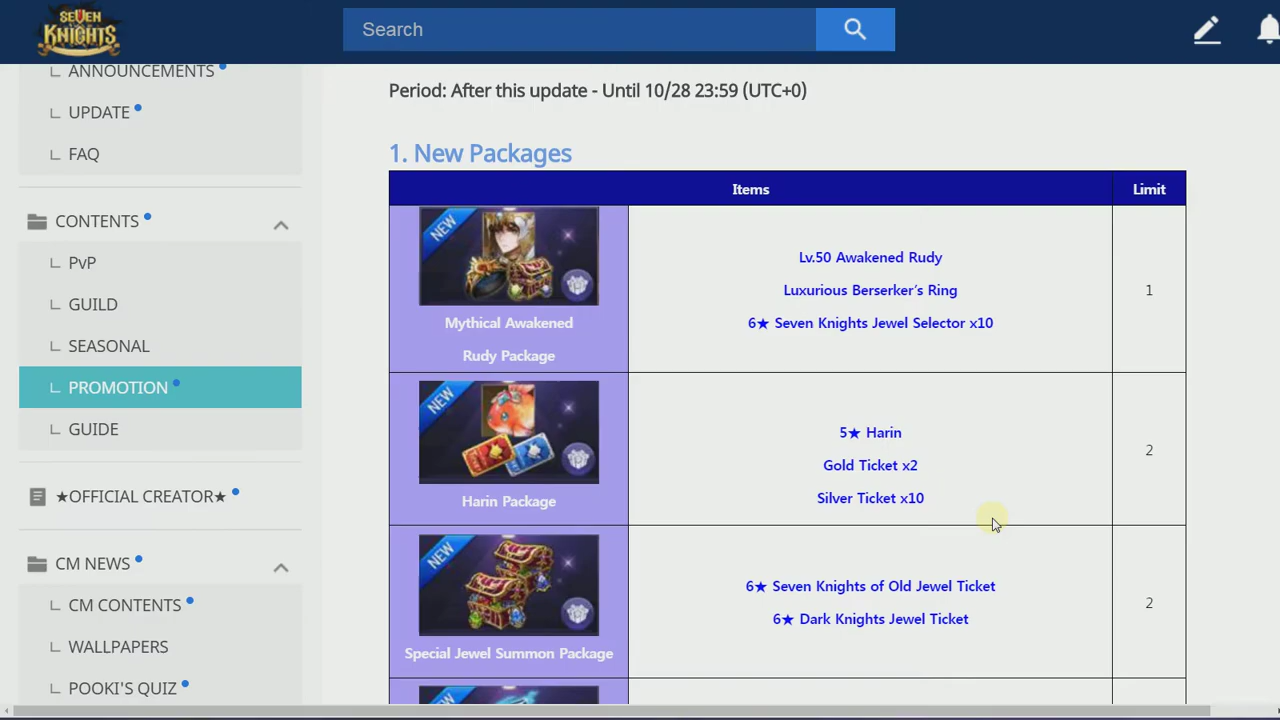 SEVEN
KNIGHTS
Search
ANNOUNCEMENTS
UPDATE
FAQ
CONTENTS
PvP
GUILD
SEASONAL
PROMOTION
GUIDE
★OFFICIAL CREATOR★
CM NEWS
CM CONTENTS
WALLPAPERS
POOKI'S QUIZ
Period: After this update - Until 10/28 23:59 (UTC+0)
1. New Packages
Items Limit
NEW
Mythical Awakened
Rudy Package
Lv.50 Awakened Rudy
Luxurious Berserker's Ring
6★ Seven Knights Jewel Selector x10
1
NEW
Harin Package
5★ Harin
Gold Ticket x2
Silver Ticket x10
2
NEW
Special Jewel Summon Package
6★ Seven Knights of Old Jewel Ticket
6★ Dark Knights Jewel Ticket
2